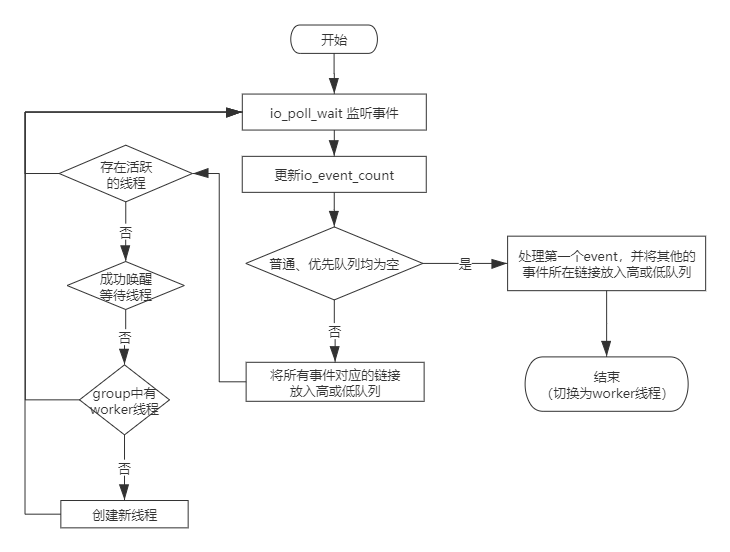 开始
io_poll_wait 监听事件
更新io_event_count
存在活跃
的线程
否
成功唤醒
等待线程
否
group中有
worker线程
否
创建新线程
普通、优先队列均为空
是
处理第一个event，并将其他的
事件所在链接放入高或低队列
否
将所有事件对应的链接
放入高或低队列
结束
（切换为worker线程）